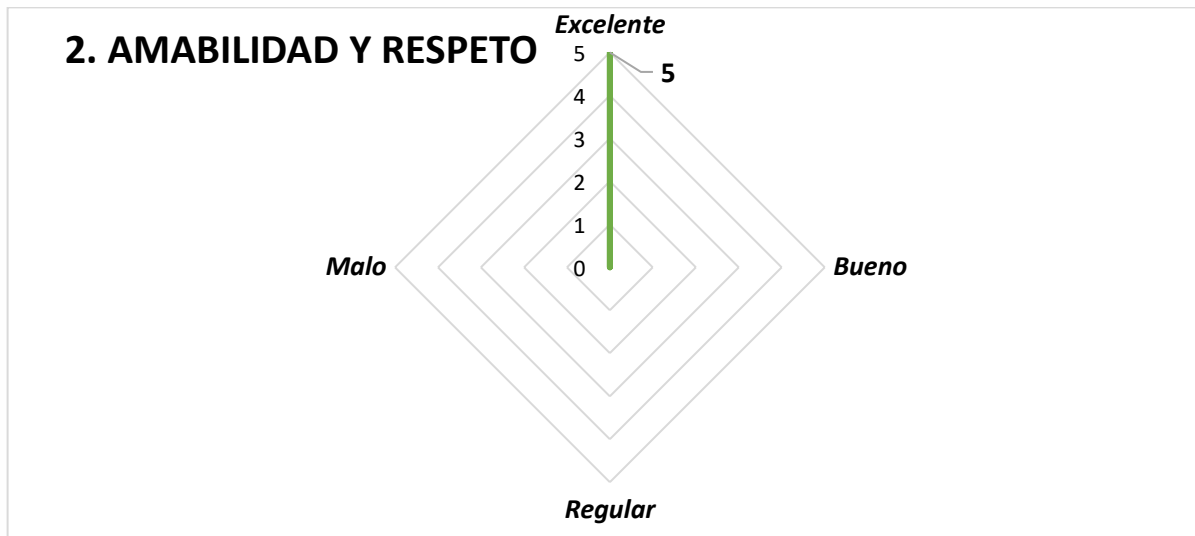 Excelente
2. AMABILIDAD Y RESPETO
5
5
4
3
2
1
0
Malo
Bueno
Regular